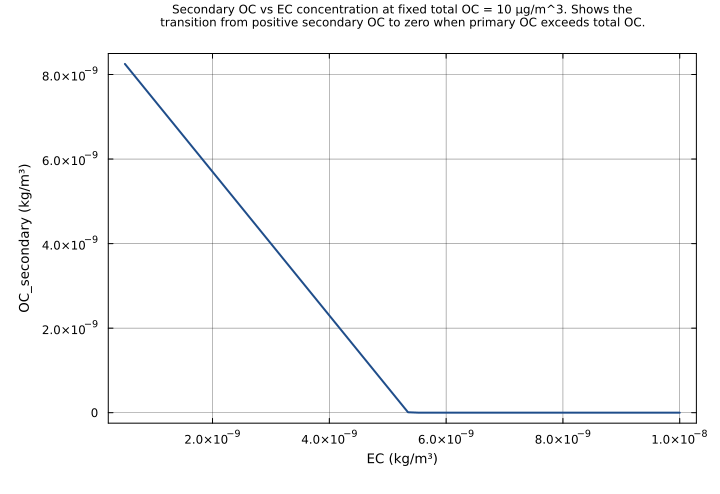 Secondary OC vs EC concentration at fixed total OC = 10 μg/m^3. Shows the
transition from positive secondary OC to zero when primary OC exceeds total OC.
8.0×10⁻⁹
6.0×10⁻⁹
4.0×10⁻⁹
2.0×10⁻⁹
0
OC_secondary (kg/m³)
2.0×10⁻⁹ 4.0×10⁻⁹ 6.0×10⁻⁹ 8.0×10⁻⁹ 1.0×10⁻⁸
EC (kg/m³)